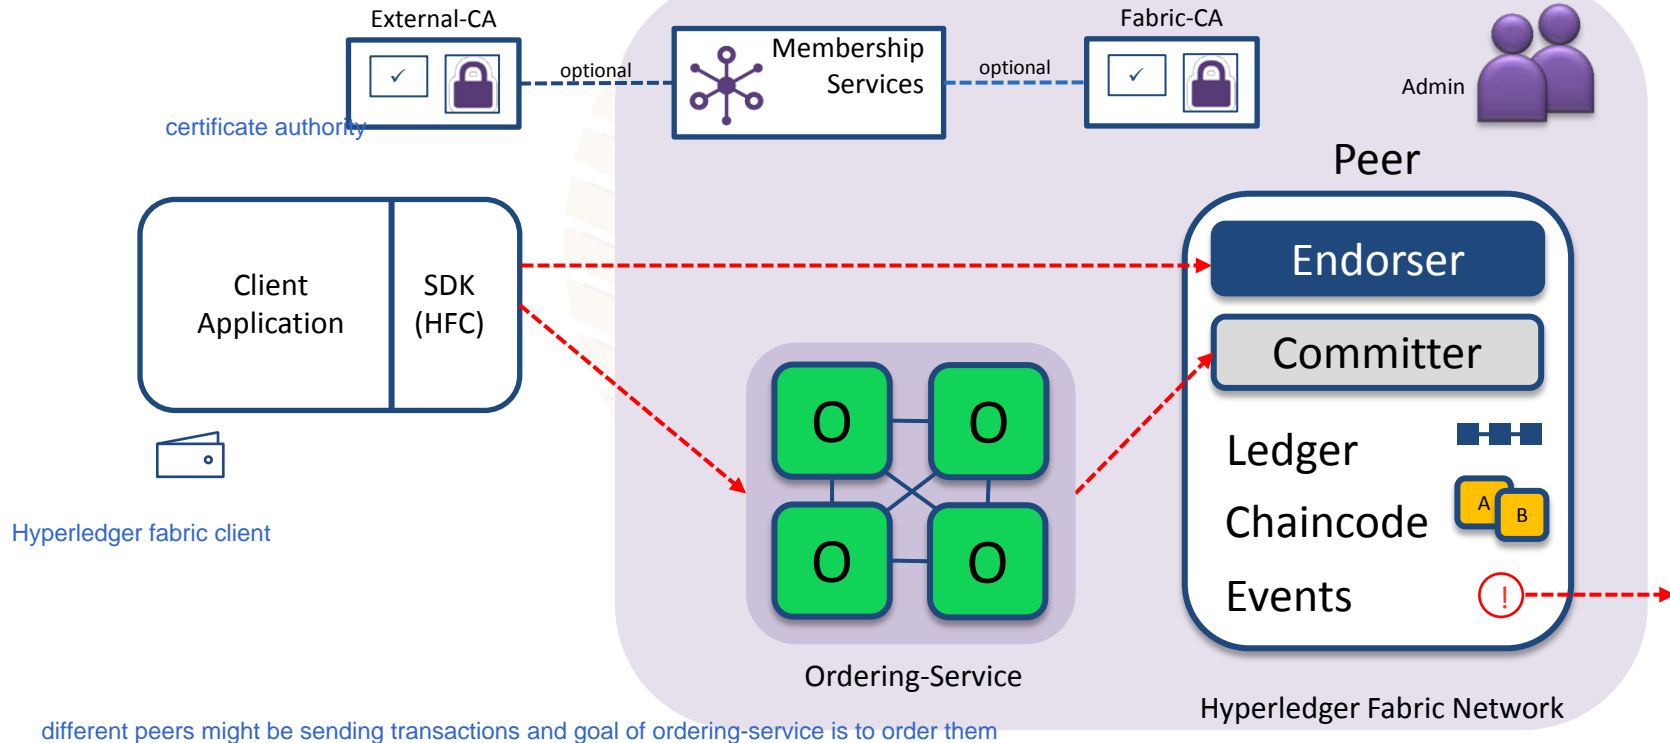 External-CA
Fabric-CA
✓
optional
Membership
Services
optional
✓
Admin
certificate authority
Peer
Client
Application
SDK
(HFC)
Endorser
Committer
O
O
O
O
Ledger
Chaincode
A
B
Events
!
Hyperledger fabric client
Ordering-Service
Hyperledger Fabric Network
different peers might be sending transactions and goal of ordering-service is to order them